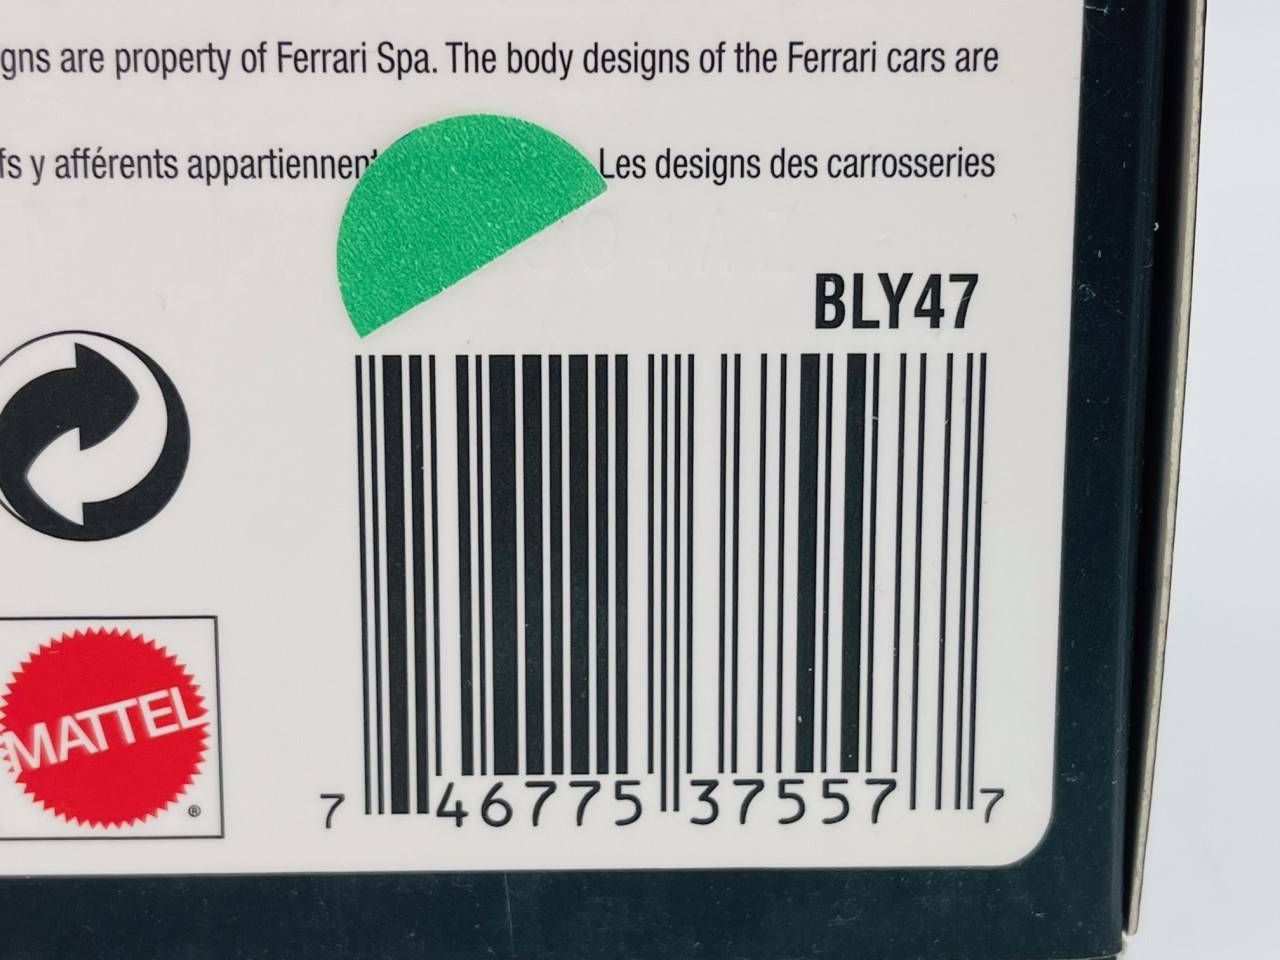 gns are property of Ferrari Spa. The body designs of the Ferrari cars are
fs y afférents appartiennent Les designs des carrosseries
BLY47
7 46775 37557 7
MATTEL
®